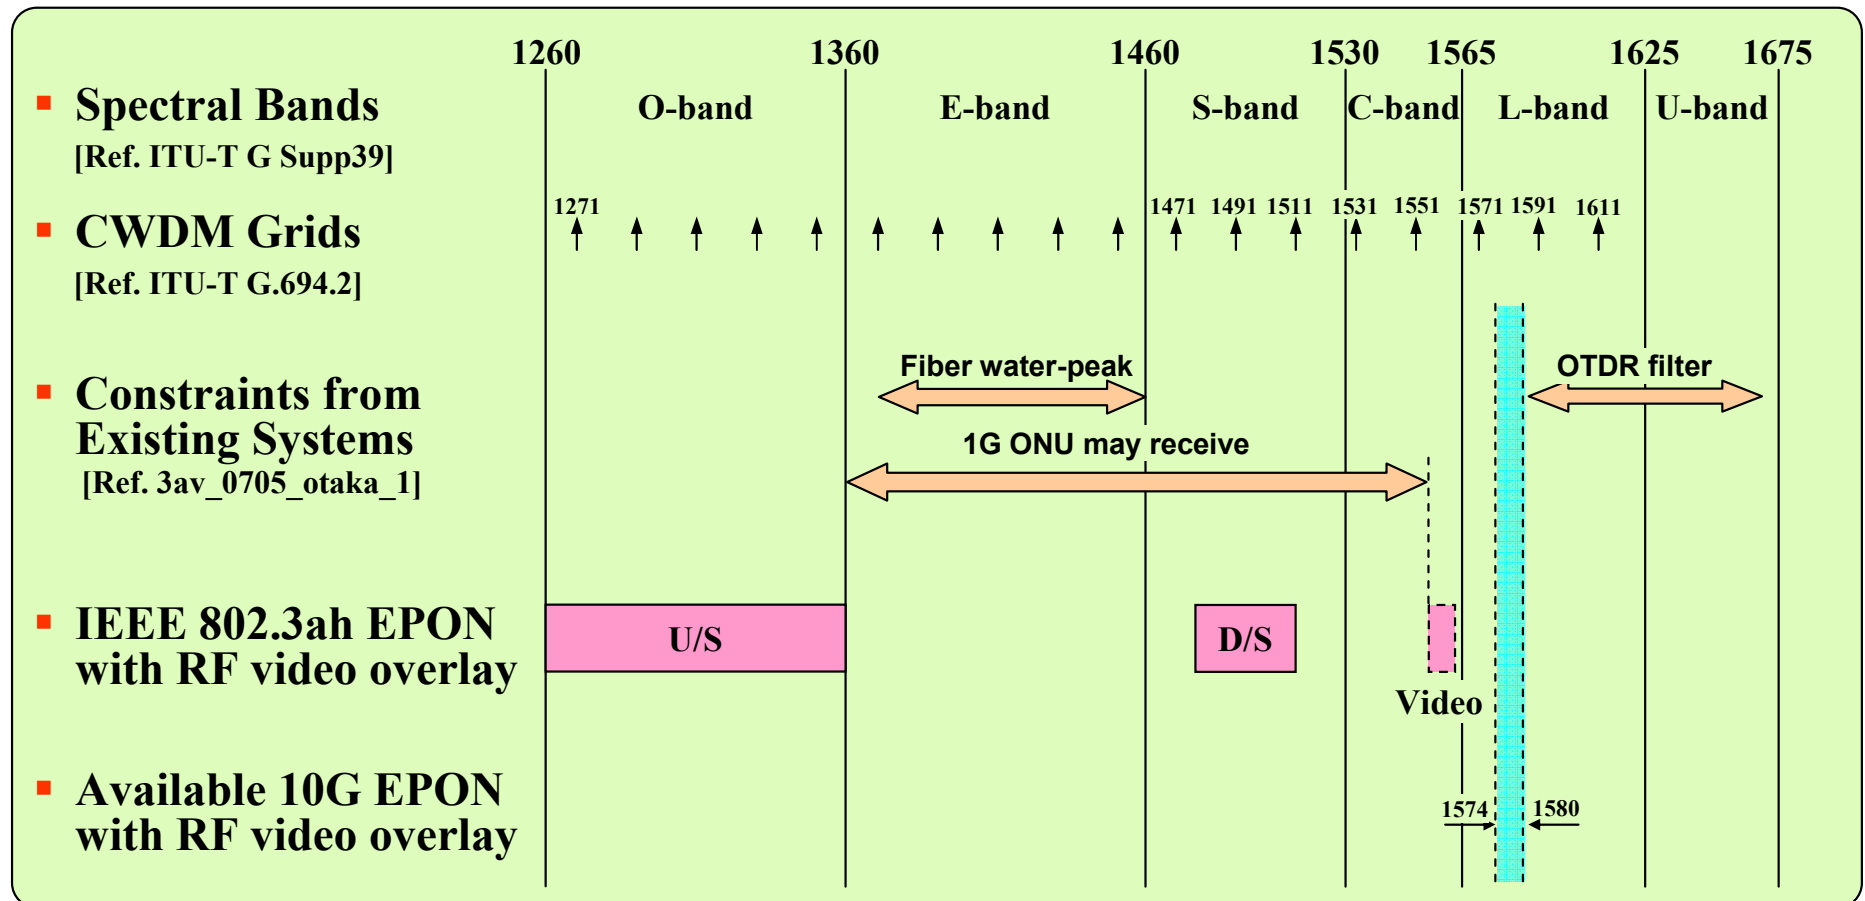 1260 1360 1460 1530 1565 1625 1675
Spectral Bands
[Ref. ITU-T G Supp39]
O-band E-band S-band C-band L-band U-band
CWDM Grids
[Ref. ITU-T G.694.2]
1271 1471 1491 1511 1531 1551 1571 1591 1611
Constraints from
Existing Systems
[Ref. 3av_0705_otaka_1]
Fiber water-peak
OTDR filter
1G ONU may receive
IEEE 802.3ah EPON
with RF video overlay
U/S D/S
Video
Available 10G EPON
with RF video overlay
1574 1580